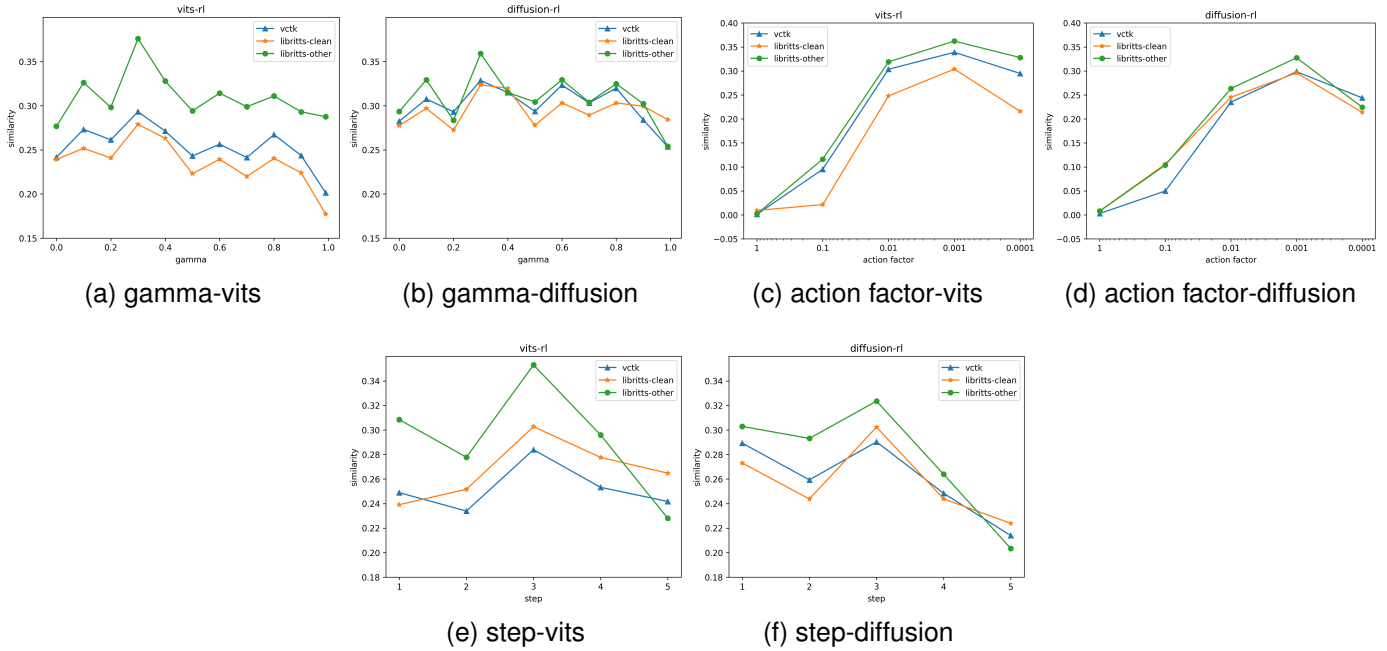 vits-rl
vctk
libritts-clean
libritts-other
0.35
0.30
0.25
0.20
0.15
similarity
0.0 0.2 0.4 0.6 0.8 1.0
gamma
(a) gamma-vits
diffusion-rl
vctk
libritts-clean
libritts-other
0.35
0.30
0.25
0.20
0.15
similarity
0.0 0.2 0.4 0.6 0.8 1.0
gamma
(b) gamma-diffusion
vits-rl
vctk
libritts-clean
libritts-other
0.40
0.35
0.30
0.25
0.20
0.15
0.10
0.05
0.00
−0.05
similarity
1 0.1 0.01 0.001 0.0001
action factor
(c) action factor-vits
diffusion-rl
vctk
libritts-clean
libritts-other
0.40
0.35
0.30
0.25
0.20
0.15
0.10
0.05
0.00
−0.05
similarity
1 0.1 0.01 0.001 0.0001
action factor
(d) action factor-diffusion
vits-rl
vctk
libritts-clean
libritts-other
0.34
0.32
0.30
0.28
0.26
0.24
0.22
0.20
0.18
similarity
1 2 3 4 5
step
(e) step-vits
diffusion-rl
vctk
libritts-clean
libritts-other
0.34
0.32
0.30
0.28
0.26
0.24
0.22
0.20
0.18
similarity
1 2 3 4 5
step
(f) step-diffusion